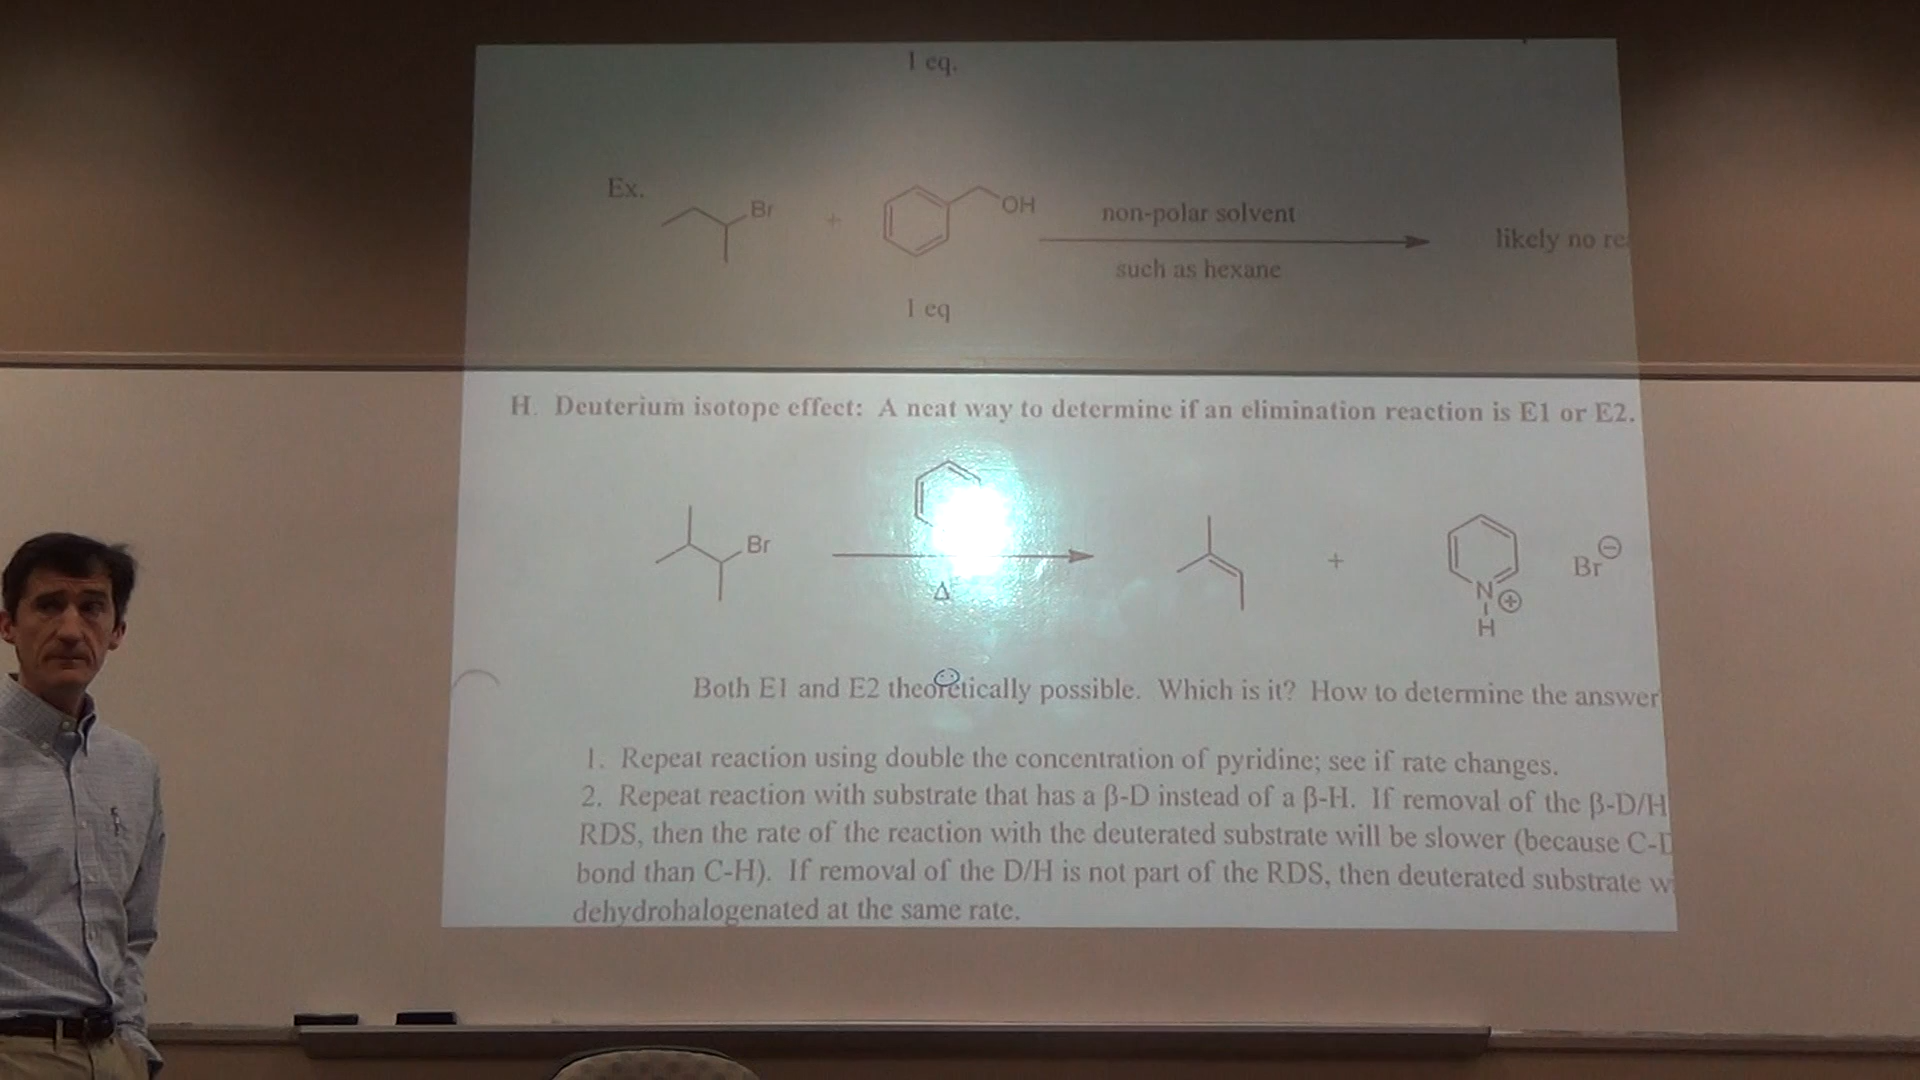 1 eq.
Ex.
Br + OH non-polar solvent
such as hexane
likely no
1 eq
H. Deuterium isotope effect: A neat way to determine if an elimination reaction is E1 or E2.
Br Δ + N ⊕ H Br ⊖
Both E1 and E2 theoretically possible. Which is it? How to determine the answer
1. Repeat reaction using double the concentration of pyridine; see if rate changes.
2. Repeat reaction with substrate that has a β-D instead of a β-H. If removal of the β-D/H
RDS, then the rate of the reaction with the deuterated substrate will be slower (because
bond than C-H). If removal of the D/H is not part of the RDS, then deuterated substrate
dehydrohalogenated at the same rate.